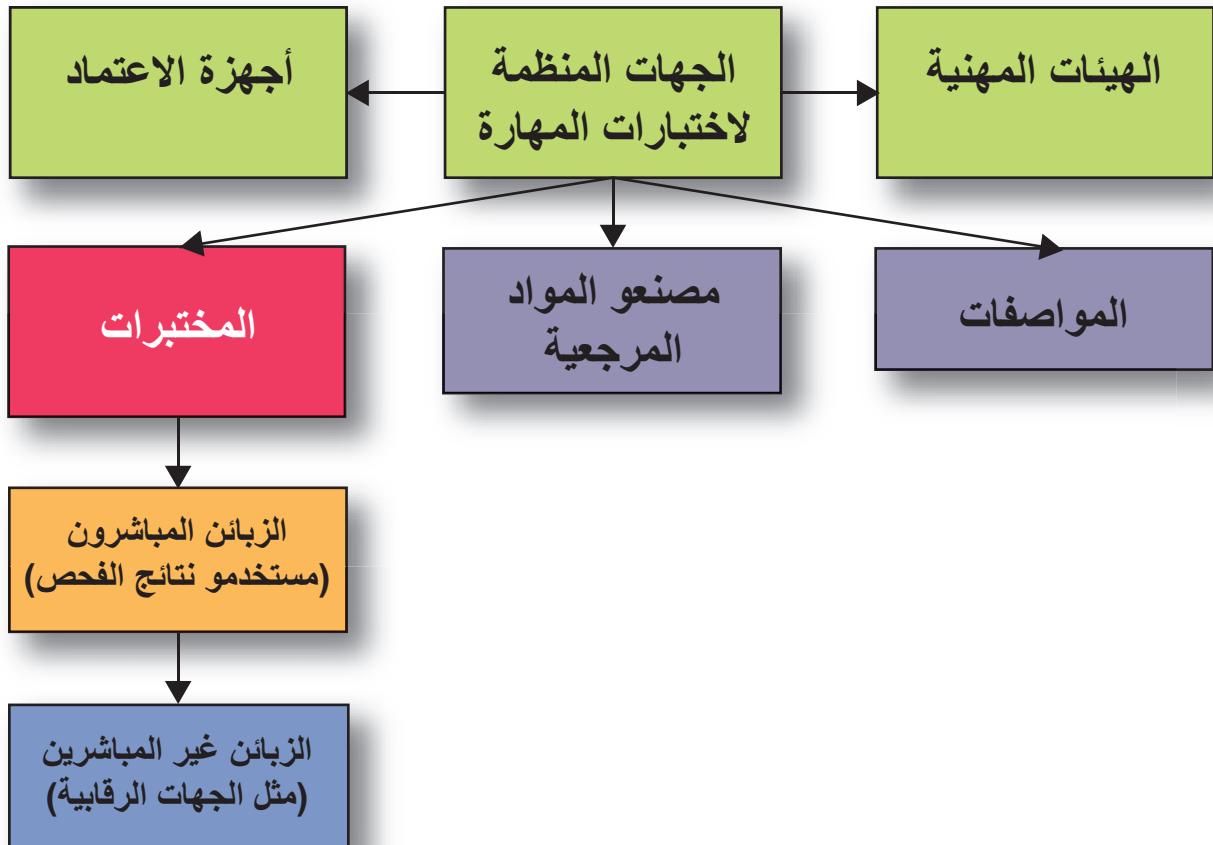 الهيئات المهنية
الجهات المنظمة
لاختبارات المهارة
أجهزة الاعتماد
المواصفات
مصنعو المواد
المرجعية
المختبرات
الزبائن المباشرون
(مستخدمو نتائج الفحص)
الزبائن غير المباشرين
(مثل الجهات الرقابية)